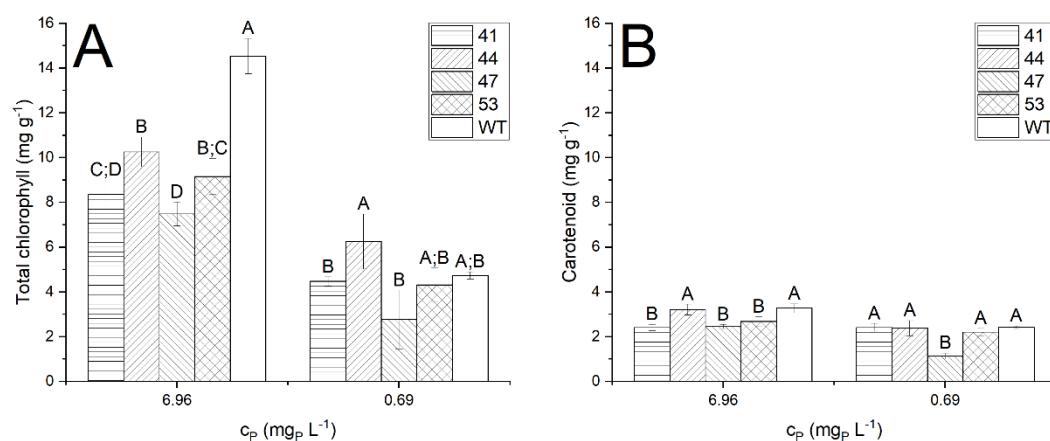 A
Total chlorophyll (mg g⁻¹)
16
14
12
10
8
6
4
2
0
C;D
B
D
B;C
A
B
A
B
A;B
A;B
41
44
47
53
WT
6.96
0.69
c_P (mg_P L⁻¹)
B
Carotenoid (mg g⁻¹)
16
14
12
10
8
6
4
2
0
B
A
B
B
A
A
A
B
A
A
41
44
47
53
WT
6.96
0.69
c_P (mg_P L⁻¹)